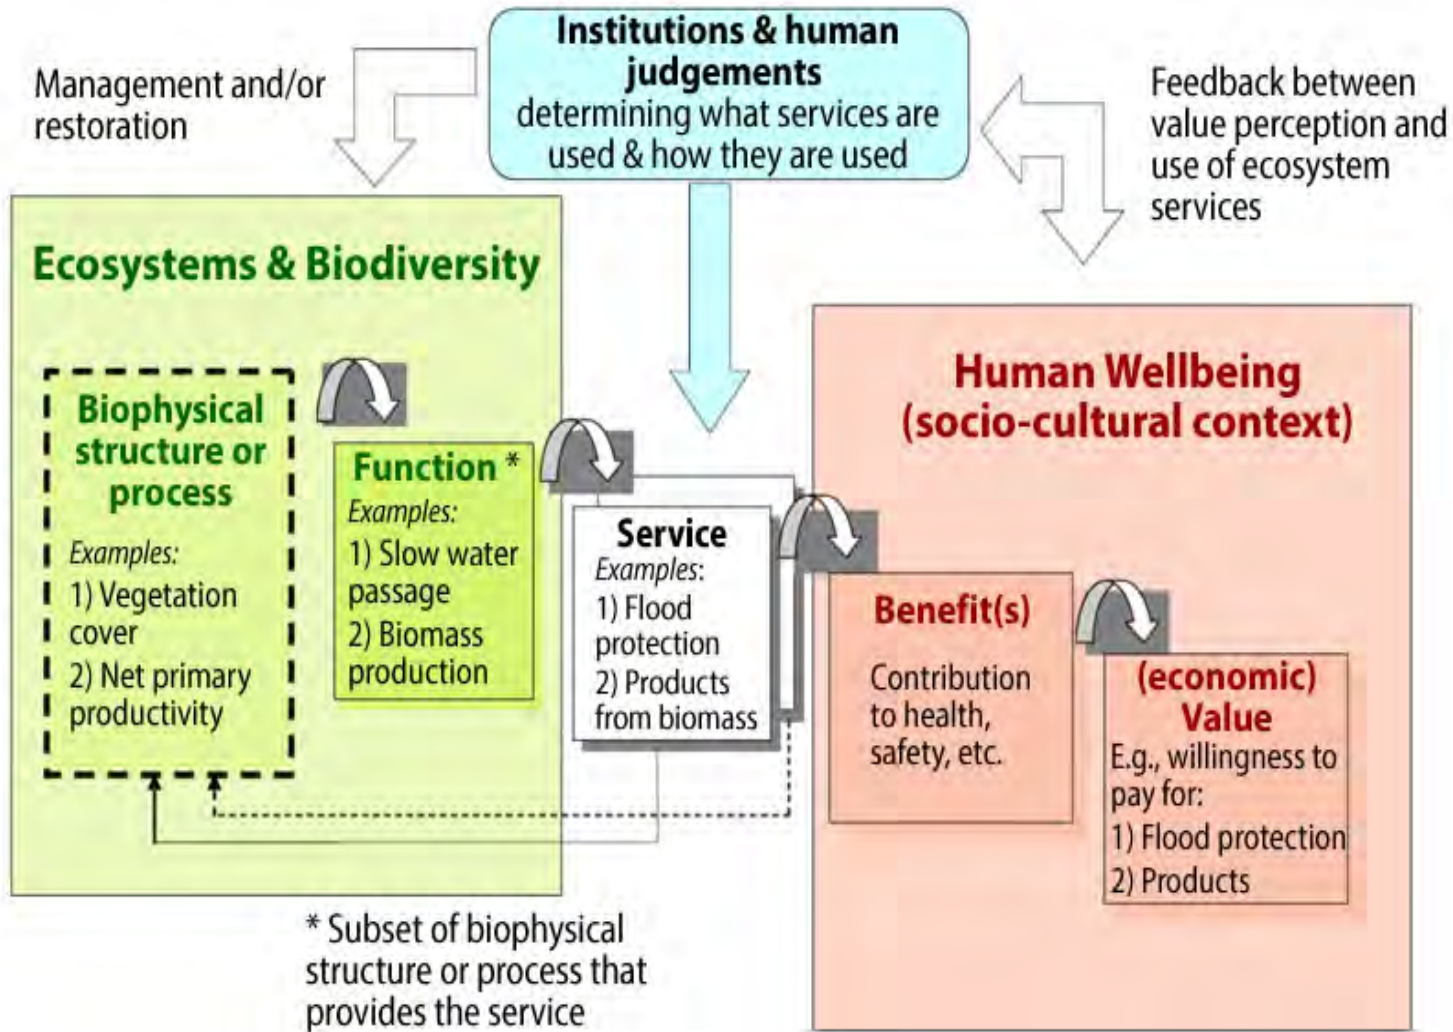 Institutions & human
judgements
determining what services are
used & how they are used
Management and/or
restoration
Feedback between
value perception and
use of ecosystem
services
Ecosystems & Biodiversity
Biophysical
structure or
process
Examples:
1) Vegetation
cover
2) Net primary
productivity
Function *
Examples:
1) Slow water
passage
2) Biomass
production
Service
Examples:
1) Flood
protection
2) Products
from biomass
Human Wellbeing
(socio-cultural context)
Benefit(s)
Contribution
to health,
safety, etc.
(economic)
Value
E.g., willingness to
pay for:
1) Flood protection
2) Products
* Subset of biophysical
structure or process that
provides the service